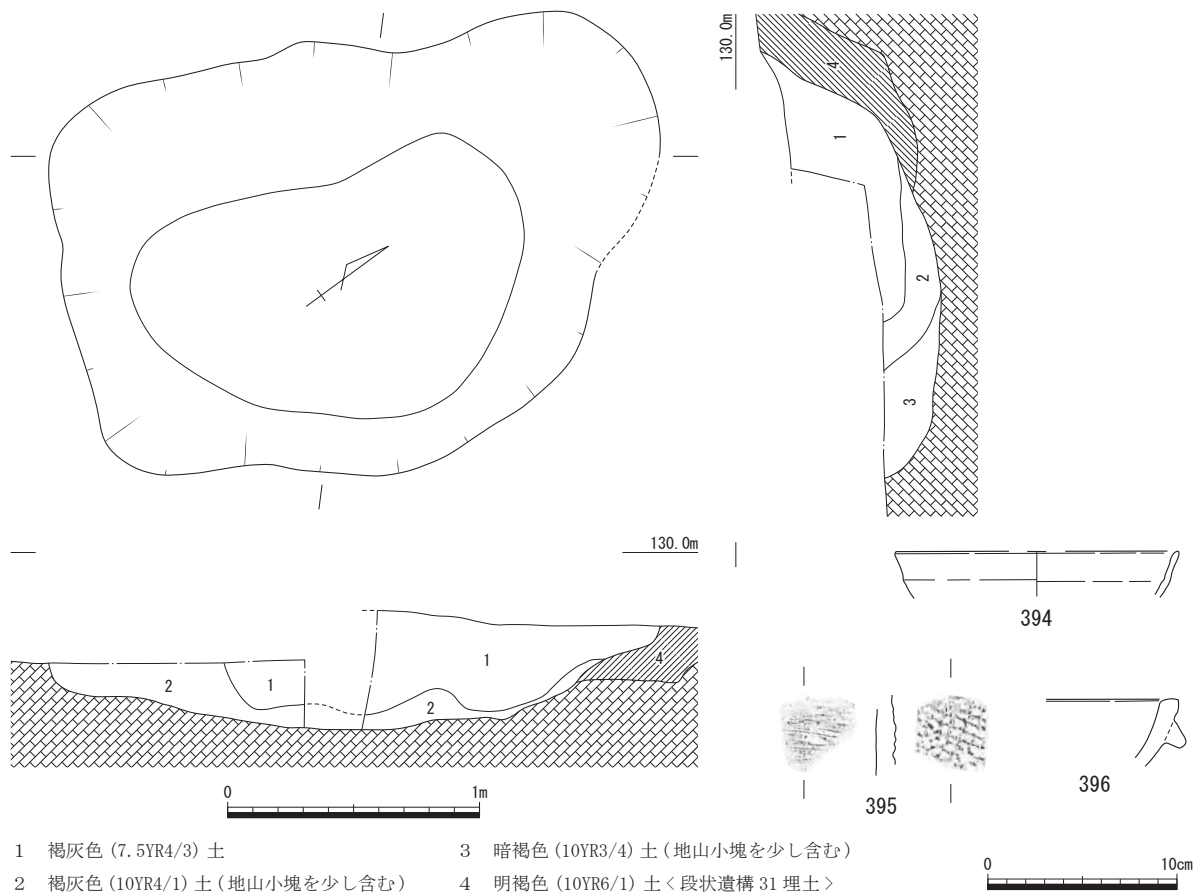 130.0m
4
1
2
3
130.0m
1
4
2
1
2
394
395
396
0 1m
1 褐灰色 (7.5YR4/3) 土
2 褐灰色 (10YR4/1) 土 ( 地山小塊を少し含む )
3 暗褐色 (10YR3/4) 土 ( 地山小塊を少し含む )
4 明褐色 (10YR6/1) 土 < 段状遺構 31 埋土 >
0 10cm